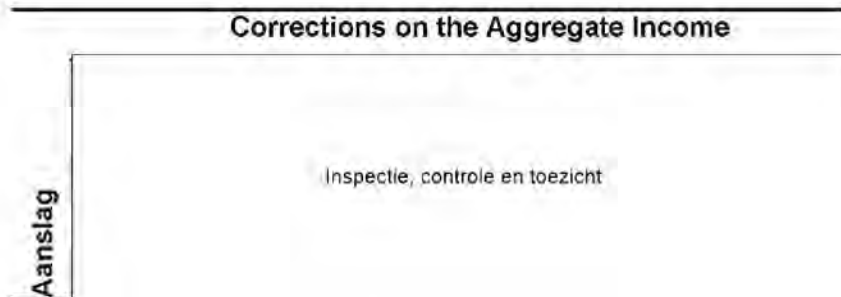 Corrections on the Aggregate Income
Inspectie, controle en toezicht
Aanslag